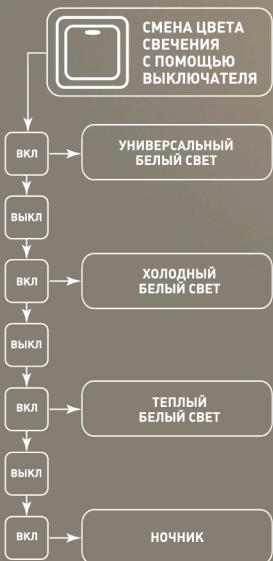 СМЕНА ЦВЕТА
СВЕЧЕНИЯ
С ПОМОЩЬЮ
ВЫКЛЮЧАТЕЛЯ
ВКЛ
УНИВЕРСАЛЬНЫЙ
БЕЛЫЙ СВЕТ
ВЫКЛ
ВКЛ
ХОЛОДНЫЙ
БЕЛЫЙ СВЕТ
ВЫКЛ
ВКЛ
ТЕПЛЫЙ
БЕЛЫЙ СВЕТ
ВЫКЛ
ВКЛ
НОЧНИК